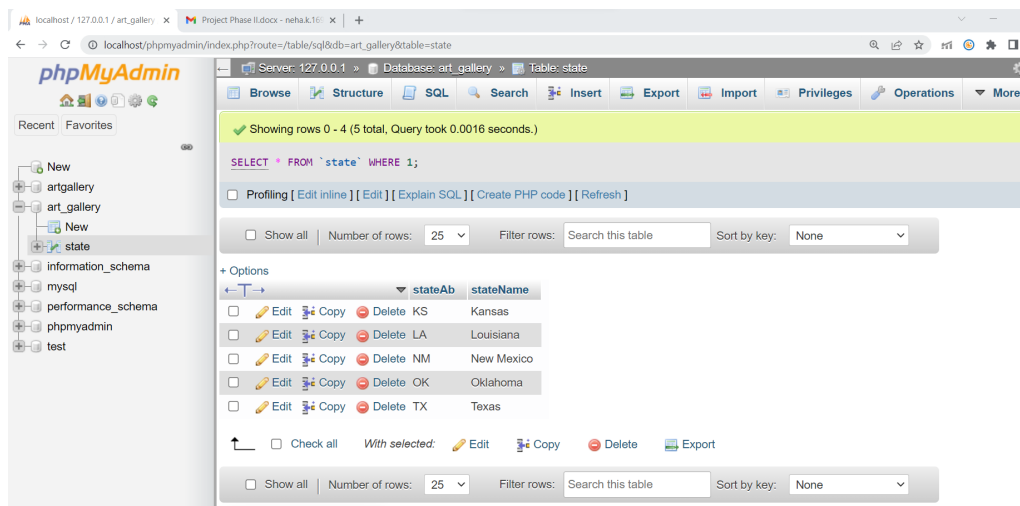 localhost / 127.0.0.1 / art_gallery
Project Phase II.docx - neha.k.16
localhost/phpmyadmin/index.php?route=/table/sql&db=art_gallery&table=state
phpMyAdmin
Recent Favorites
New
artgallery
art_gallery
New
state
information_schema
mysql
performance_schema
phpmyadmin
test
Server: 127.0.0.1 » Database: art_gallery » Table: state
Browse Structure SQL Search Insert Export Import Privileges Operations More
Showing rows 0 - 4 (5 total, Query took 0.0016 seconds.)
SELECT * FROM `state` WHERE 1;
Profiling [ Edit inline ] [ Edit ] [ Explain SQL ] [ Create PHP code ] [ Refresh ]
Show all | Number of rows: 25 Filter rows: Search this table Sort by key: None
+ Options
←T→ stateAb stateName
Edit Copy Delete KS Kansas
Edit Copy Delete LA Louisiana
Edit Copy Delete NM New Mexico
Edit Copy Delete OK Oklahoma
Edit Copy Delete TX Texas
Check all With selected: Edit Copy Delete Export
Show all | Number of rows: 25 Filter rows: Search this table Sort by key: None